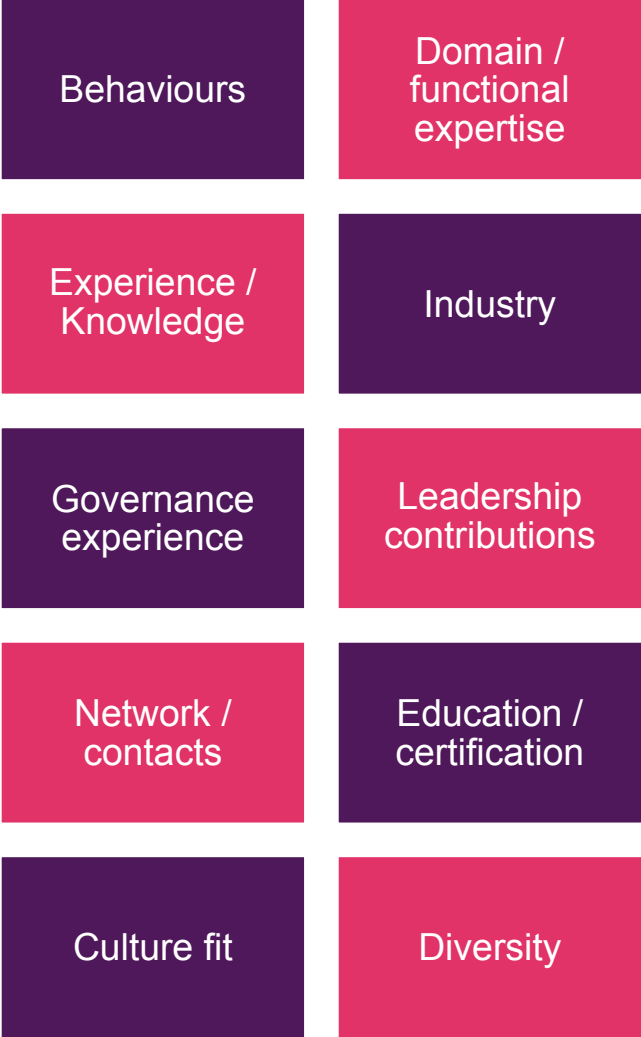 Behaviours
Domain /
functional
expertise
Experience /
Knowledge
Industry
Governance
experience
Leadership
contributions
Network /
contacts
Education /
certification
Culture fit
Diversity